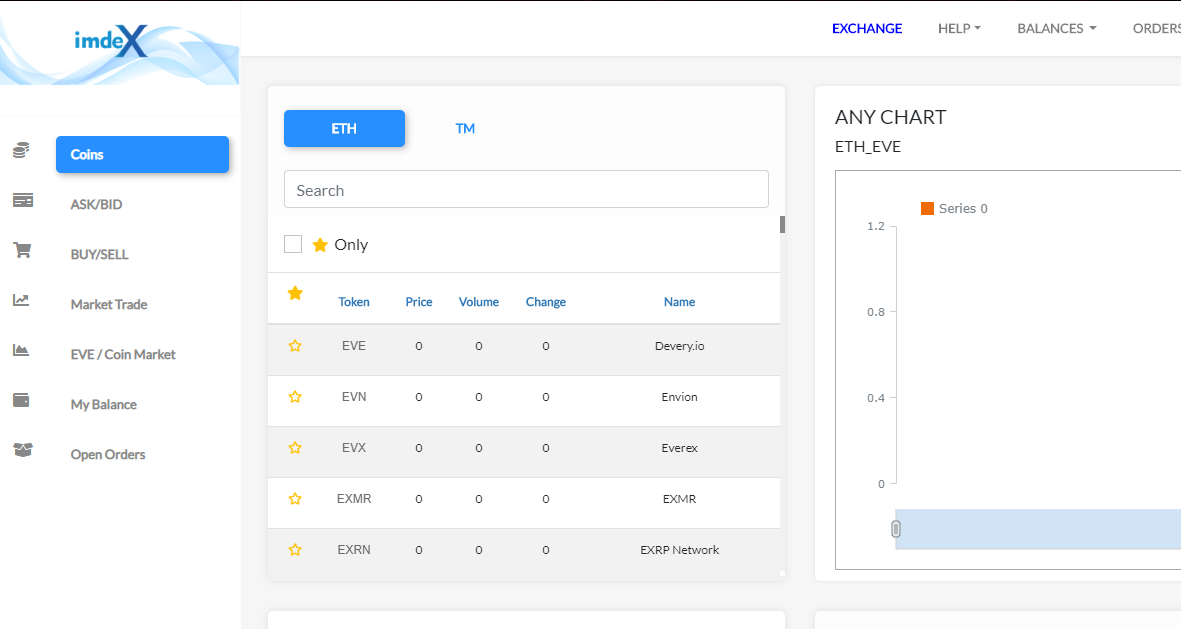 imdeX
EXCHANGE HELP BALANCES ORDERS
Coins
ASK/BID
BUY/SELL
Market Trade
EVE / Coin Market
My Balance
Open Orders
ETH TM
Search
Only
Token Price Volume Change Name
EVE 0 0 0 Devery.io
EVN 0 0 0 Envion
EVX 0 0 0 Everex
EXMR 0 0 0 EXMR
EXRN 0 0 0 EXRP Network
ANY CHART
ETH_EVE
Series 0
1.2
0.8
0.4
0